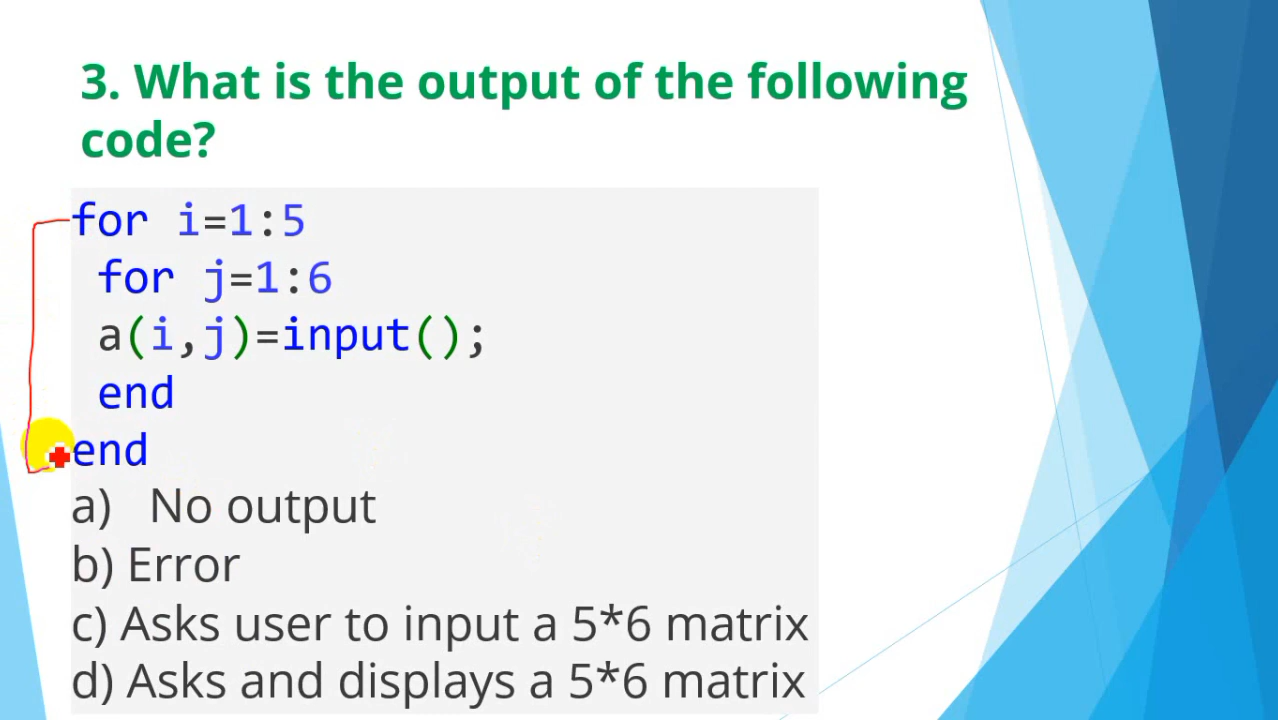 3. What is the output of the following
code?
for i=1:5
for j=1:6
a(i,j)=input();
end
end
a) No output
b) Error
c) Asks user to input a 5*6 matrix
d) Asks and displays a 5*6 matrix